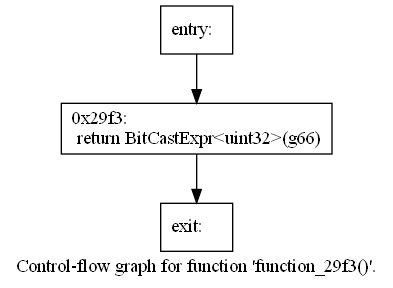 entry:
0x29f3:
return BitCastExpr<uint32>(g66)
exit:
Control-flow graph for function 'function_29f3()'.